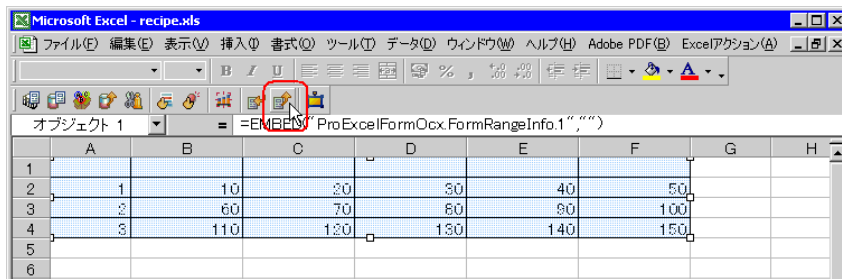 Microsoft Excel - recipe.xls
ファイル(F) 編集(E) 表示(V) 挿入(I) 書式(O) ツール(T) データ(D) ウィンドウ(W) ヘルプ(H) Adobe PDF(B) Excelアクション(A)
B I U % ,
オブジェクト 1 = =EMBED("ProExcelFormOcx.FormRangeInfo.1","")
A B C D E F G H
1
2 1 10 20 30 40 50
3 2 60 70 80 90 100
4 3 110 120 130 140 150
5
6